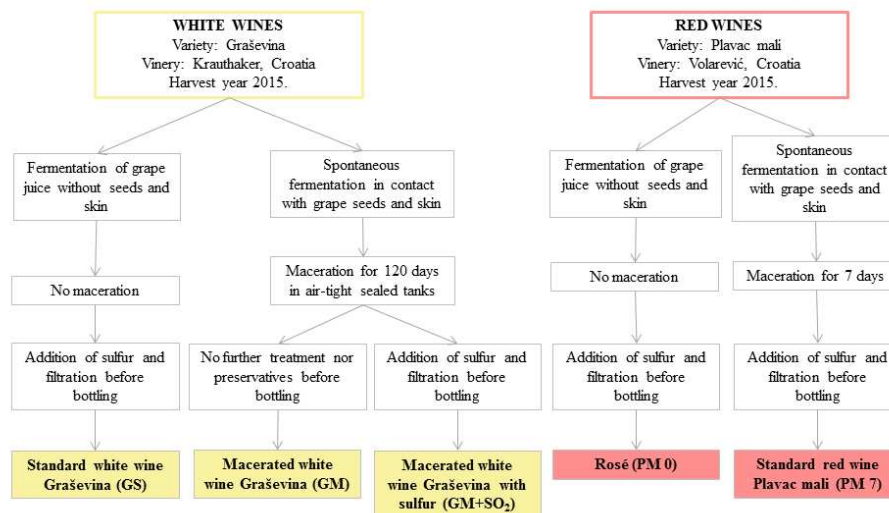 WHITE WINES
Variety: Graševina
Vinery: Krauthaker, Croatia
Harvest year 2015.
RED WINES
Variety: Plavac mali
Vinery: Volarević, Croatia
Harvest year 2015.
Fermentation of grape
juice without seeds and
skin
Spontaneous
fermentation in contact
with grape seeds and skin
Fermentation of grape
juice without seeds and
skin
Spontaneous
fermentation in contact
with grape seeds and
skin
No maceration
Maceration for 120 days
in air-tight sealed tanks
No maceration
Maceration for 7 days
Addition of sulfur and
filtration before
bottling
No further treatment nor
preservatives before
bottling
Addition of sulfur and
filtration before
bottling
Addition of sulfur and
filtration before
bottling
Addition of sulfur and
filtration before
bottling
Standard white wine
Graševina (GS)
Macerated white
wine Graševina (GM)
Macerated white
wine Graševina with
sulfur (GM+SO₂)
Rosé (PM 0)
Standard red wine
Plavac mali (PM 7)